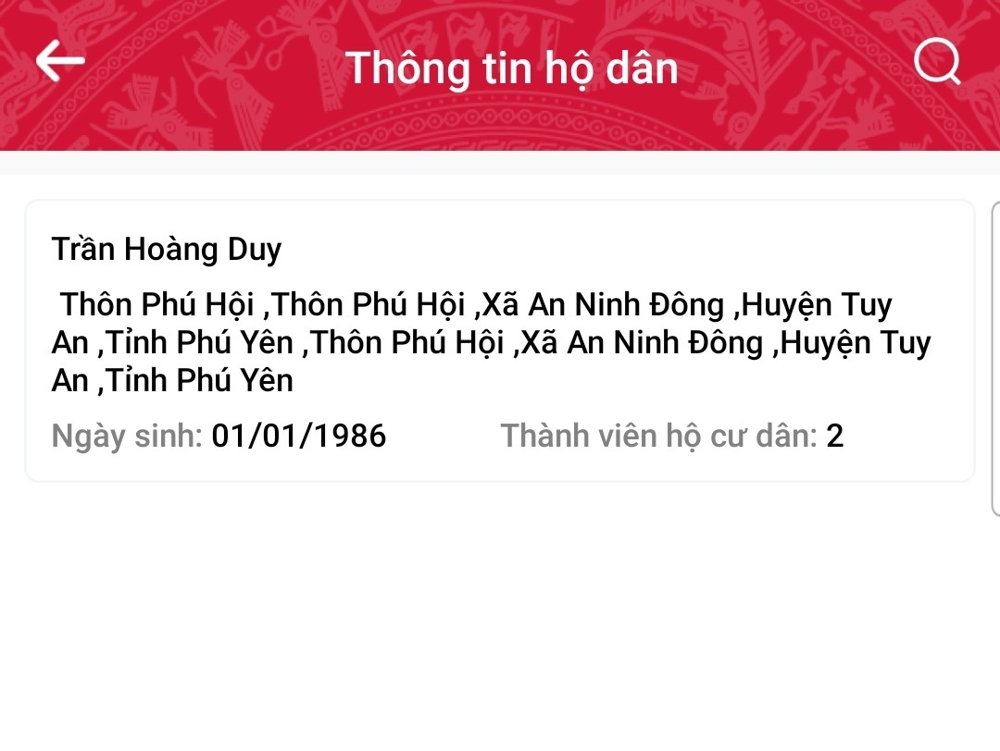 Thông tin hộ dân
Trần Hoàng Duy
Thôn Phú Hội ,Thôn Phú Hội ,Xã An Ninh Đông ,Huyện Tuy
An ,Tỉnh Phú Yên ,Thôn Phú Hội ,Xã An Ninh Đông ,Huyện Tuy
An ,Tỉnh Phú Yên
Ngày sinh: 01/01/1986 Thành viên hộ cư dân: 2